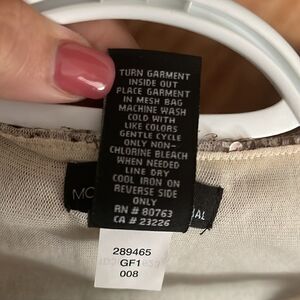 TURN GARMENT
INSIDE OUT
PLACE GARMENT
IN MESH BAG
MACHINE WASH
COLD WITH
LIKE COLORS
GENTLE CYCLE
ONLY NON-
CHLORINE BLEACH
WHEN NEEDED
LINE DRY
COOL IRON ON
REVERSE SIDE
ONLY
RN # 80763
CA # 23226
289465
GF1
008